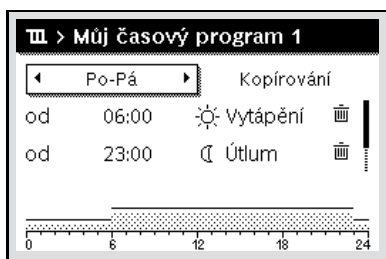 > Můj časový program 1
Po-Pá Kopírování
od 06:00 Vytápění
od 23:00 Útlum
0 6 12 18 24